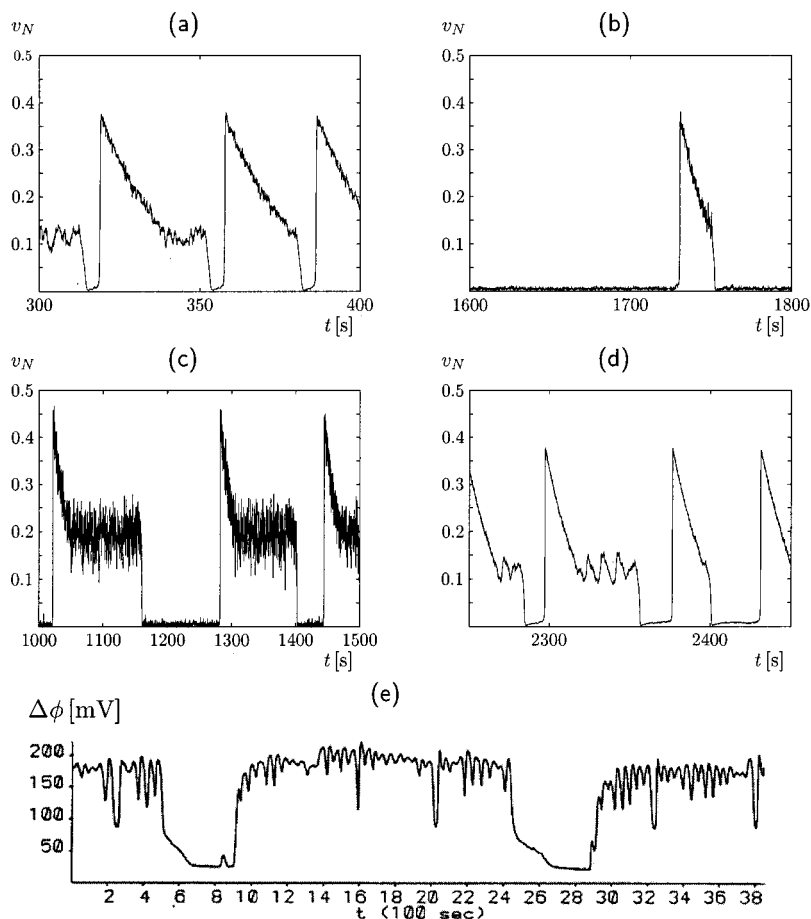 (a)
v_N
0.5
0.4
0.3
0.2
0.1
300 350 400
t [s]
(b)
v_N
0.5
0.4
0.3
0.2
0.1
1600 1700 1800
t [s]
(c)
v_N
0.5
0.4
0.3
0.2
0.1
1000 1100 1200 1300 1400 1500
t [s]
(d)
v_N
0.5
0.4
0.3
0.2
0.1
2300 2400
t [s]
(e)
Δϕ [mV]
200
150
100
50
2 4 6 8 10 12 14 16 18 20 22 24 26 28 30 32 34 36 38
t (100 sec)